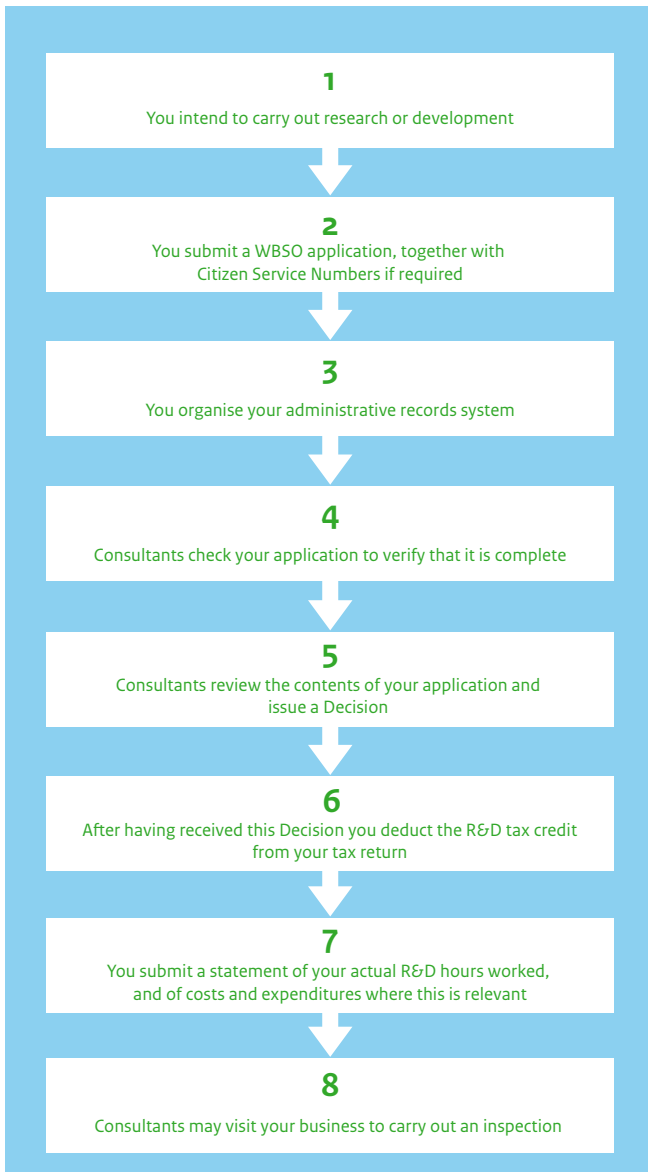 1
You intend to carry out research or development
2
You submit a WBSO application, together with
Citizen Service Numbers if required
3
You organise your administrative records system
4
Consultants check your application to verify that it is complete
5
Consultants review the contents of your application and
issue a Decision
6
After having received this Decision you deduct the R&D tax credit
from your tax return
7
You submit a statement of your actual R&D hours worked,
and of costs and expenditures where this is relevant
8
Consultants may visit your business to carry out an inspection